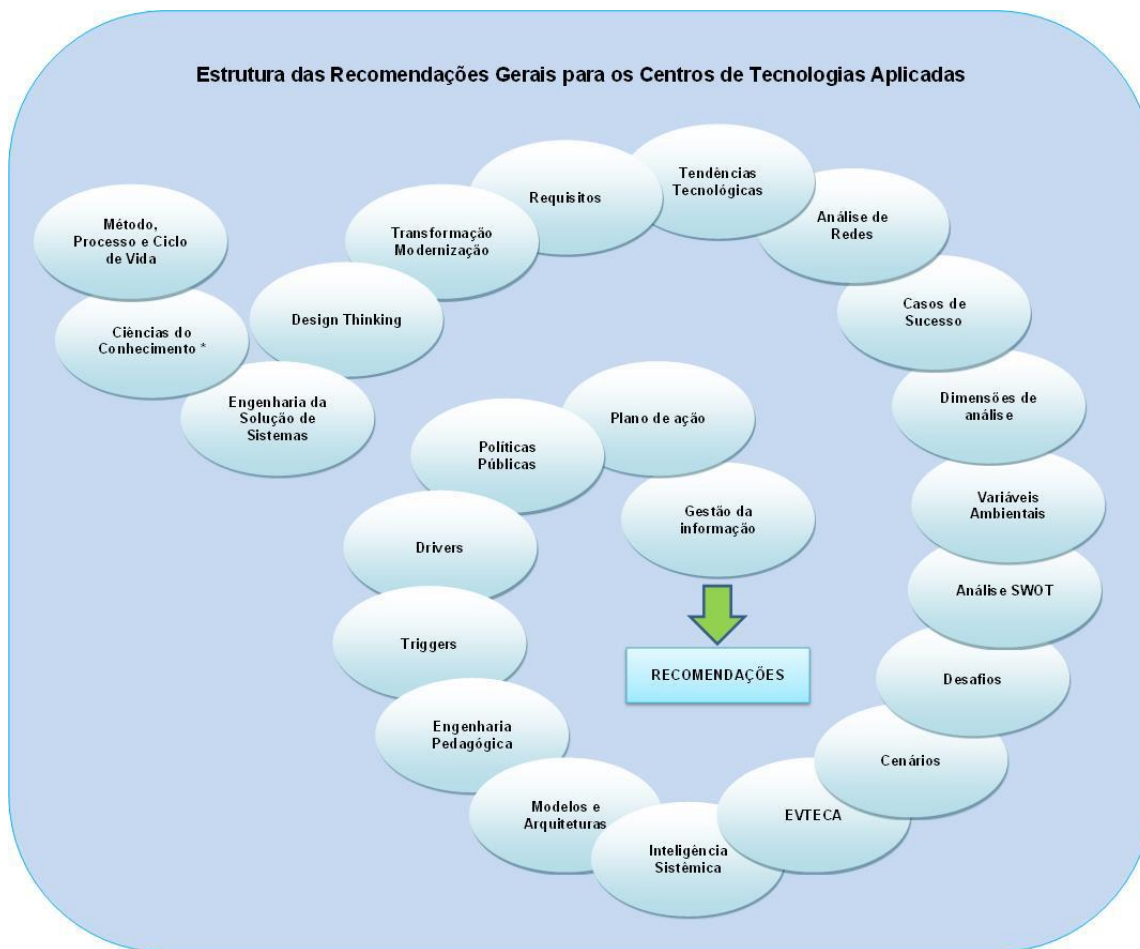 Estrutura das Recomendações Gerais para os Centros de Tecnologias Aplicadas
Método,
Processo e Ciclo
de Vida
Ciências do
Conhecimento *
Engenharia da
Solução de
Sistemas
Design Thinking
Transformação
Modernização
Requisitos
Tendências
Tecnológicas
Análise de
Redes
Casos de
Sucesso
Dimensões de
análise
Variáveis
Ambientais
Análise SWOT
Desafios
Cenários
EVTECA
Inteligência
Sistêmica
Modelos e
Arquiteturas
Engenharia
Pedagógica
Triggers
Drivers
Políticas
Públicas
Plano de ação
Gestão da
informação
RECOMENDAÇÕES